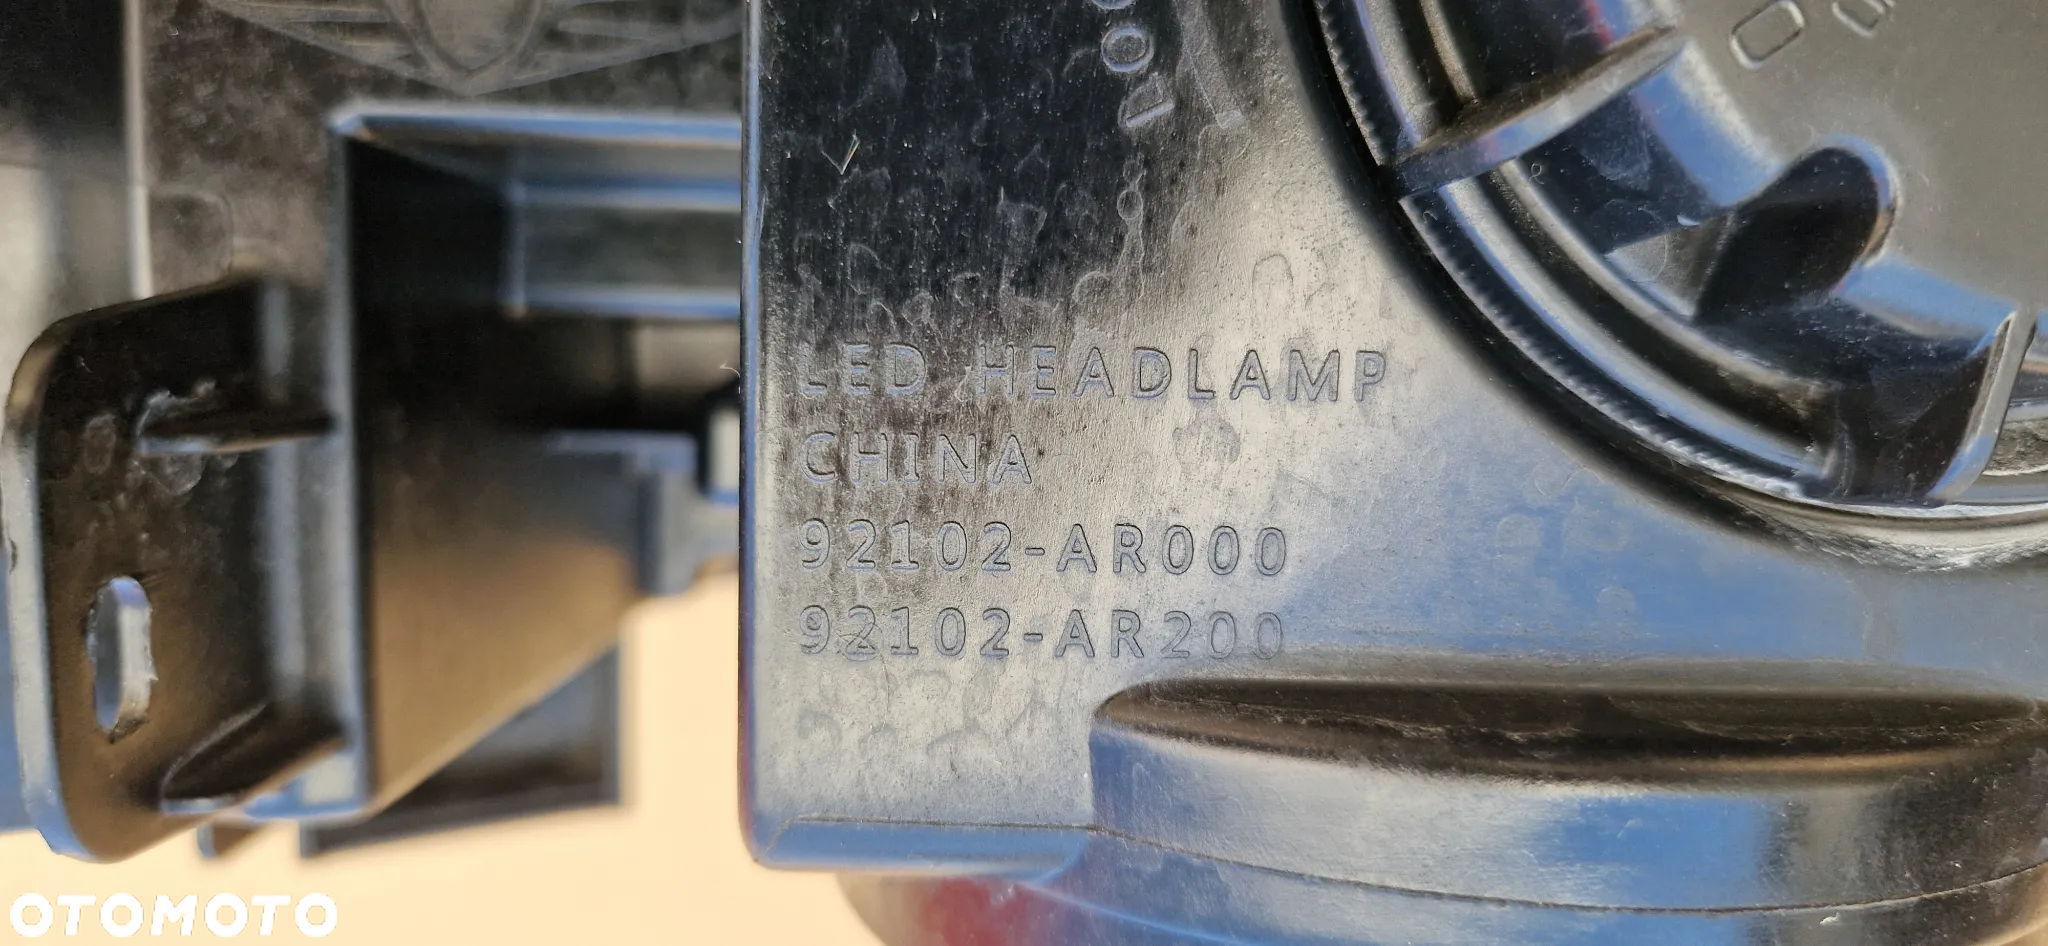 LED HEADLAMP
CHINA
92102-AR000
92102-AR200
OTOMOTO